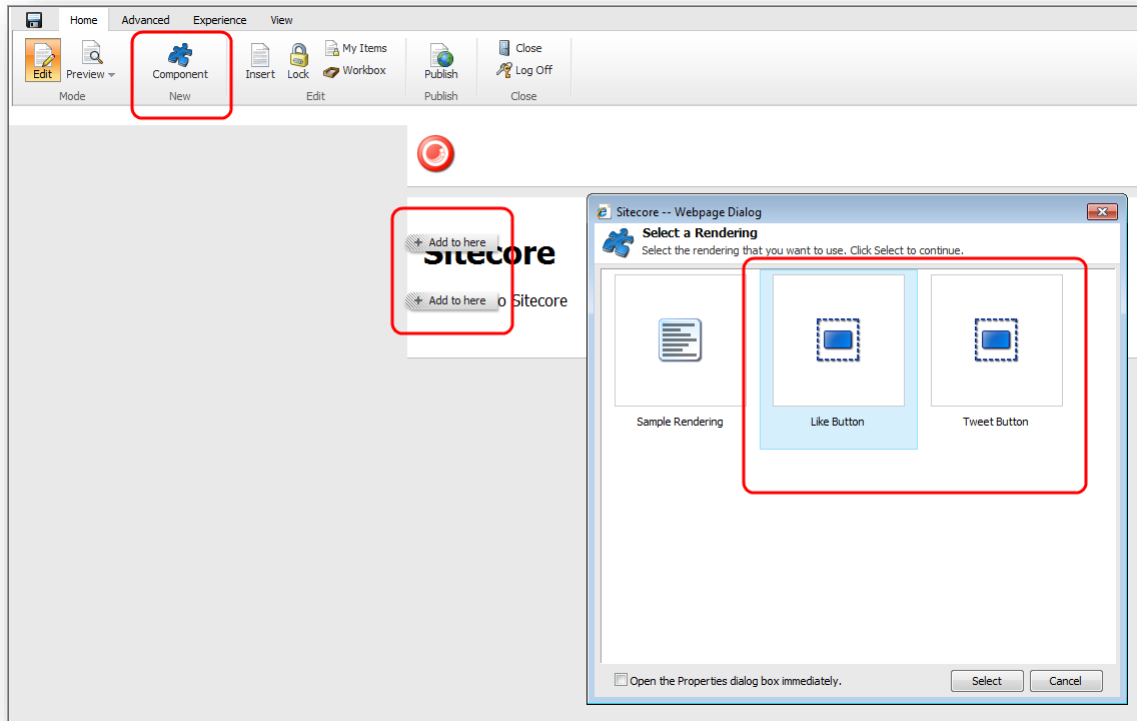 Home Advanced Experience View
Edit Preview Component Insert Lock My Items Workbox Publish Close Log Off
Mode New Edit Publish Close
Sitecore -- Webpage Dialog
Select a Rendering
Select the rendering that you want to use. Click Select to continue.
+ Add to here
Sitecore
+ Add to here o Sitecore
Sample Rendering Like Button Tweet Button
Open the Properties dialog box immediately. Select Cancel